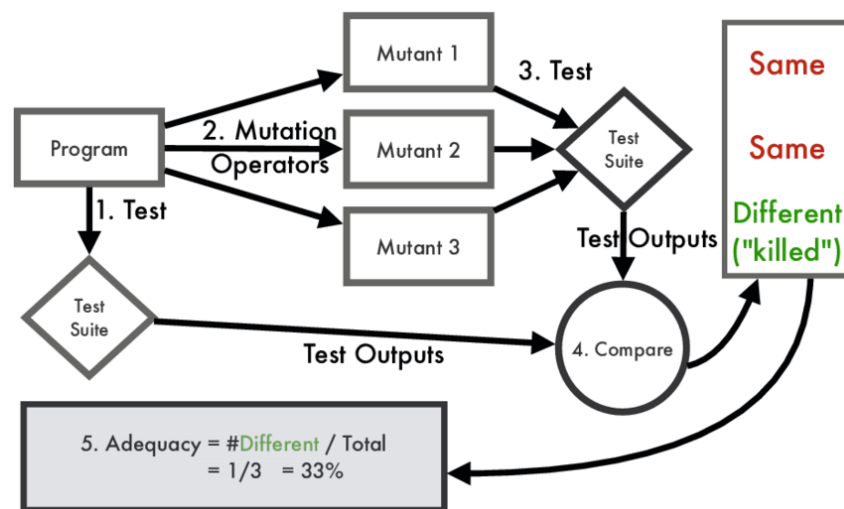 Mutant 1
3. Test
Same
2. Mutation
Operators
Program
Mutant 2
Test
Suite
Same
1. Test
Mutant 3
Different
("killed")
Test Outputs
Test
Suite
Test Outputs
4. Compare
5. Adequacy = #Different / Total
= 1/3 = 33%